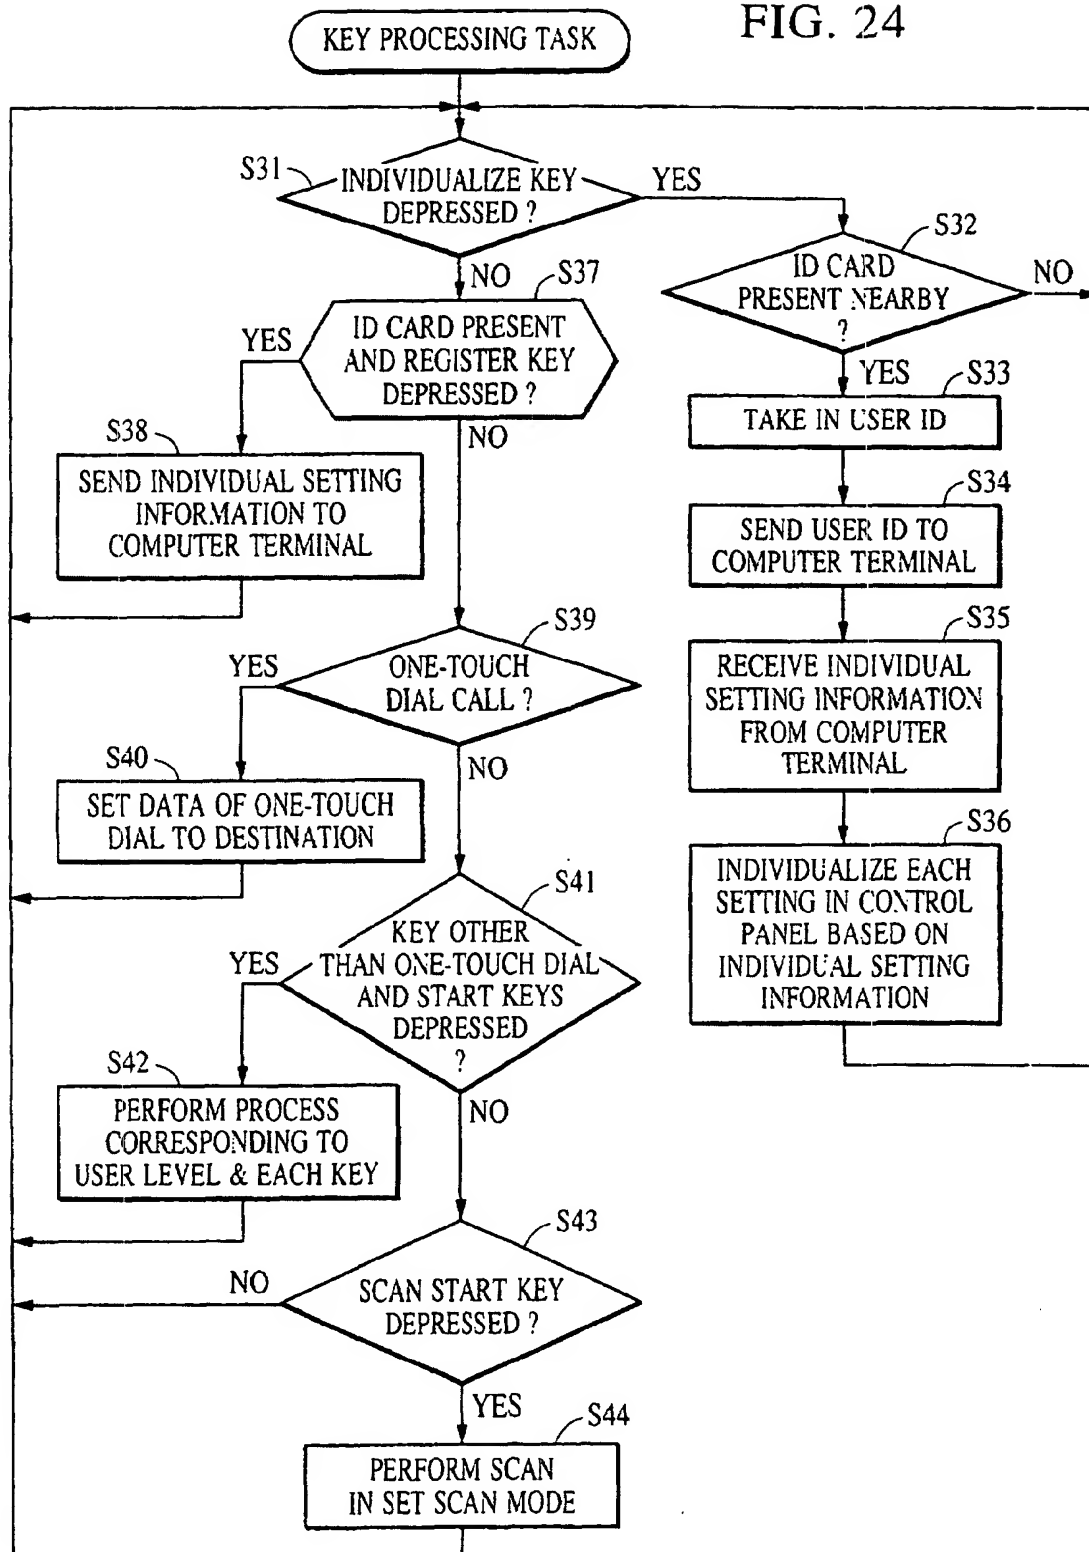 FIG. 24
KEY PROCESSING TASK
S31
INDIVIDUALIZE KEY
DEPRESSED ?
YES
NO
S32
ID CARD
PRESENT NEARBY
?
NO
YES
S33
TAKE IN USER ID
S34
SEND USER ID TO
COMPUTER TERMINAL
S35
RECEIVE INDIVIDUAL
SETTING INFORMATION
FROM COMPUTER
TERMINAL
S36
INDIVIDUALIZE EACH
SETTING IN CONTROL
PANEL BASED ON
INDIVIDUAL SETTING
INFORMATION
S37
ID CARD PRESENT
AND REGISTER KEY
DEPRESSED ?
YES
NO
S38
SEND INDIVIDUAL SETTING
INFORMATION TO
COMPUTER TERMINAL
S39
ONE-TOUCH
DIAL CALL ?
YES
NO
S40
SET DATA OF ONE-TOUCH
DIAL TO DESTINATION
S41
KEY OTHER
THAN ONE-TOUCH DIAL
AND START KEYS
DEPRESSED
?
YES
NO
S42
PERFORM PROCESS
CORRESPONDING TO
USER LEVEL & EACH KEY
S43
SCAN START KEY
DEPRESSED ?
NO
YES
S44
PERFORM SCAN
IN SET SCAN MODE